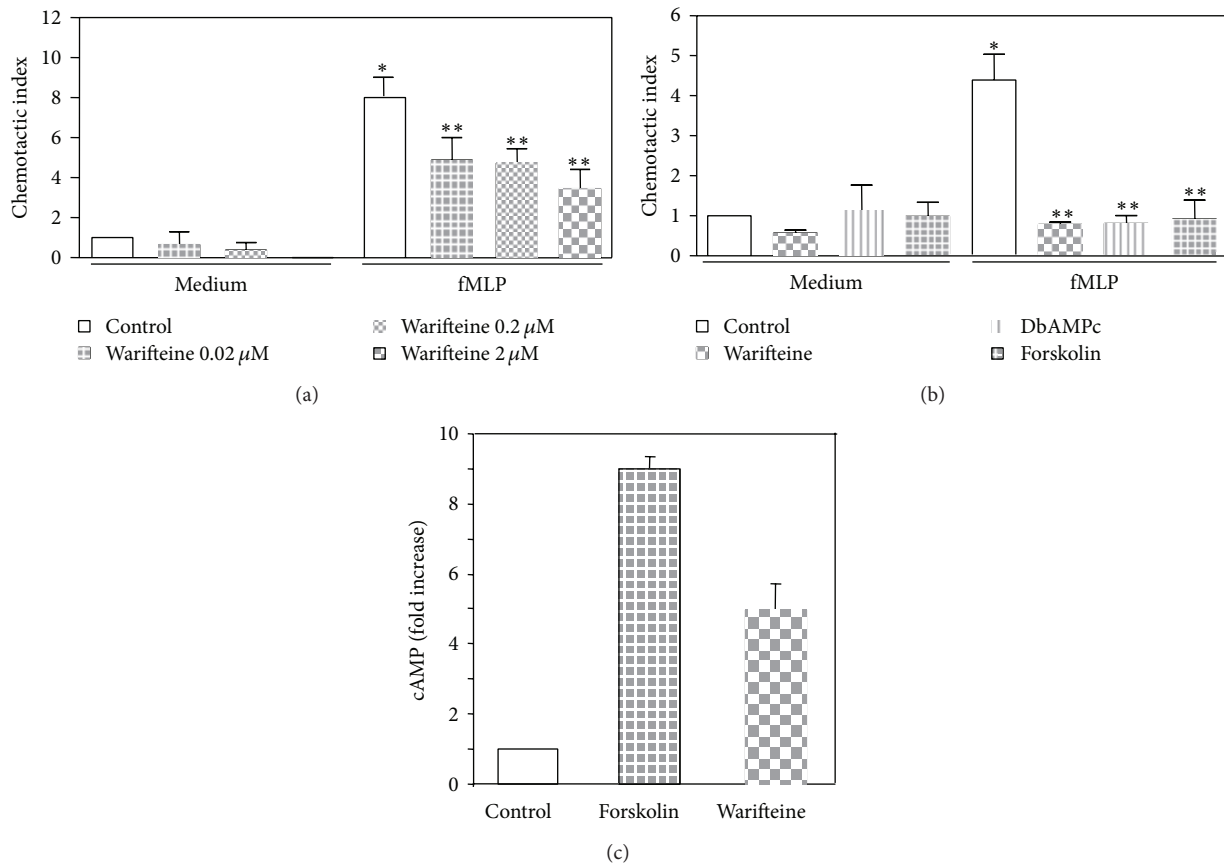 12
10
8
6
4
2
0
Chemotactic index
*
**
**
**
Medium
fMLP
Control
Warifteine 0.2 μM
Warifteine 0.02 μM
Warifteine 2 μM
(a)
6
5
4
3
2
1
0
Chemotactic index
*
**
**
**
Medium
fMLP
Control
DbAMPc
Warifteine
Forskolin
(b)
10
8
6
4
2
0
cAMP (fold increase)
Control Forskolin Warifteine
(c)